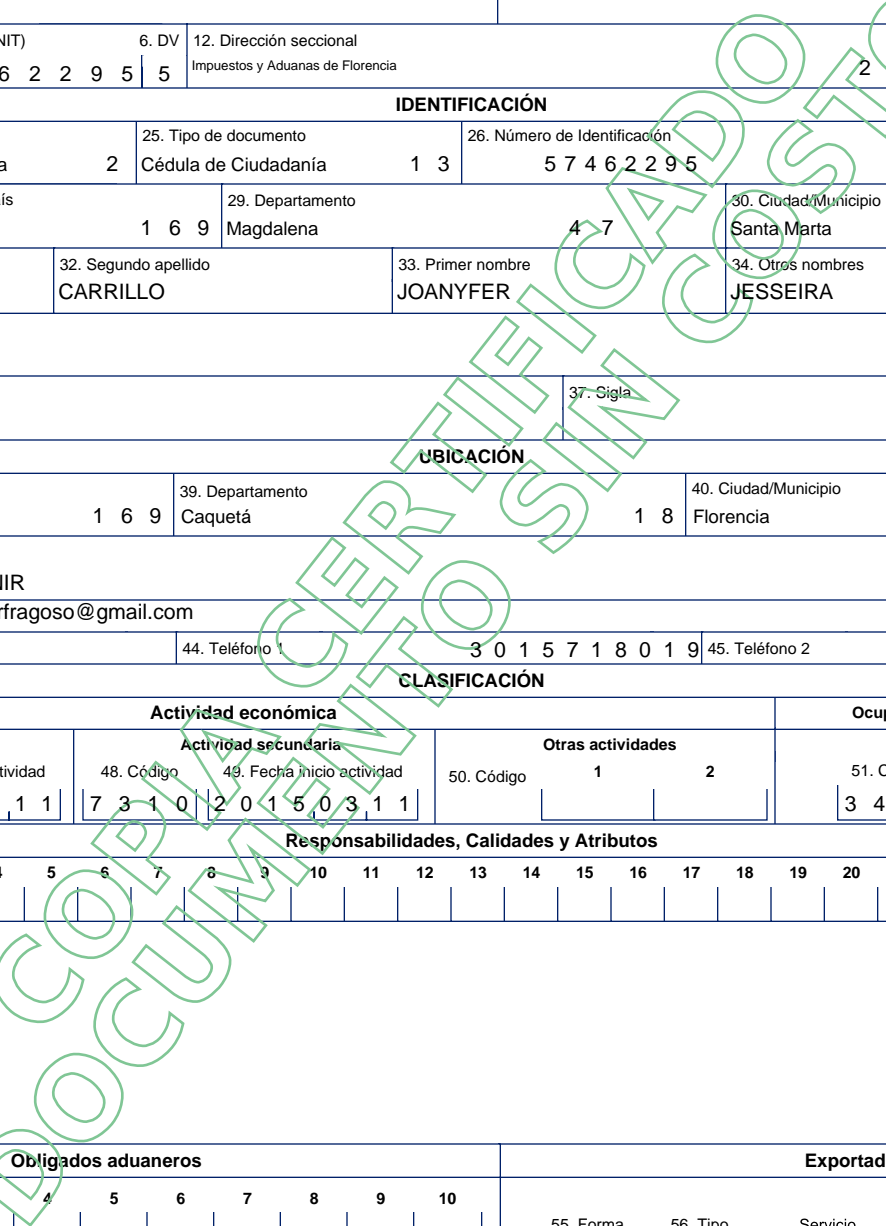 NIT) 6. DV 12. Dirección seccional
6 2 2 9 5 5 Impuestos y Aduanas de Florencia 2
IDENTIFICACIÓN
25. Tipo de documento 26. Número de Identificación
a 2 Cédula de Ciudadanía 1 3 5 7 4 6 2 2 9 5
ís 29. Departamento 30. Ciudad/Municipio
1 6 9 Magdalena 4 7 Santa Marta
32. Segundo apellido 33. Primer nombre 34. Otros nombres
CARRILLO JOANYFER JESSEIRA
37. Sigla
UBICACIÓN
39. Departamento 40. Ciudad/Municipio
1 6 9 Caquetá 1 8 Florencia
NIR
rfragoso@gmail.com
44. Teléfono 1 3 0 1 5 7 1 8 0 1 9 45. Teléfono 2
CLASIFICACIÓN
Actividad económica Ocup
Actividad secundaria Otras actividades
tividad 48. Código 49. Fecha inicio actividad 50. Código 1 2 51. C
1 1 7 3 1 0 2 0 1 5 0 3 1 1 3 4
Responsabilidades, Calidades y Atributos
4 5 6 7 8 9 10 11 12 13 14 15 16 17 18 19 20
Obligados aduaneros Exportad
4 5 6 7 8 9 10
55. Forma 56. Tipo Servicio
COPIA CERTIFICADO
DOCUMENTO SIN COSTO